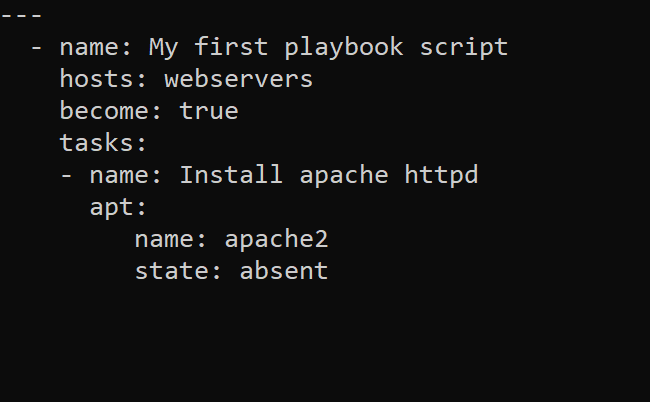 ---
  - name: My first playbook script
    hosts: webservers
    become: true
    tasks:
    - name: Install apache httpd
      apt:
         name: apache2
         state: absent